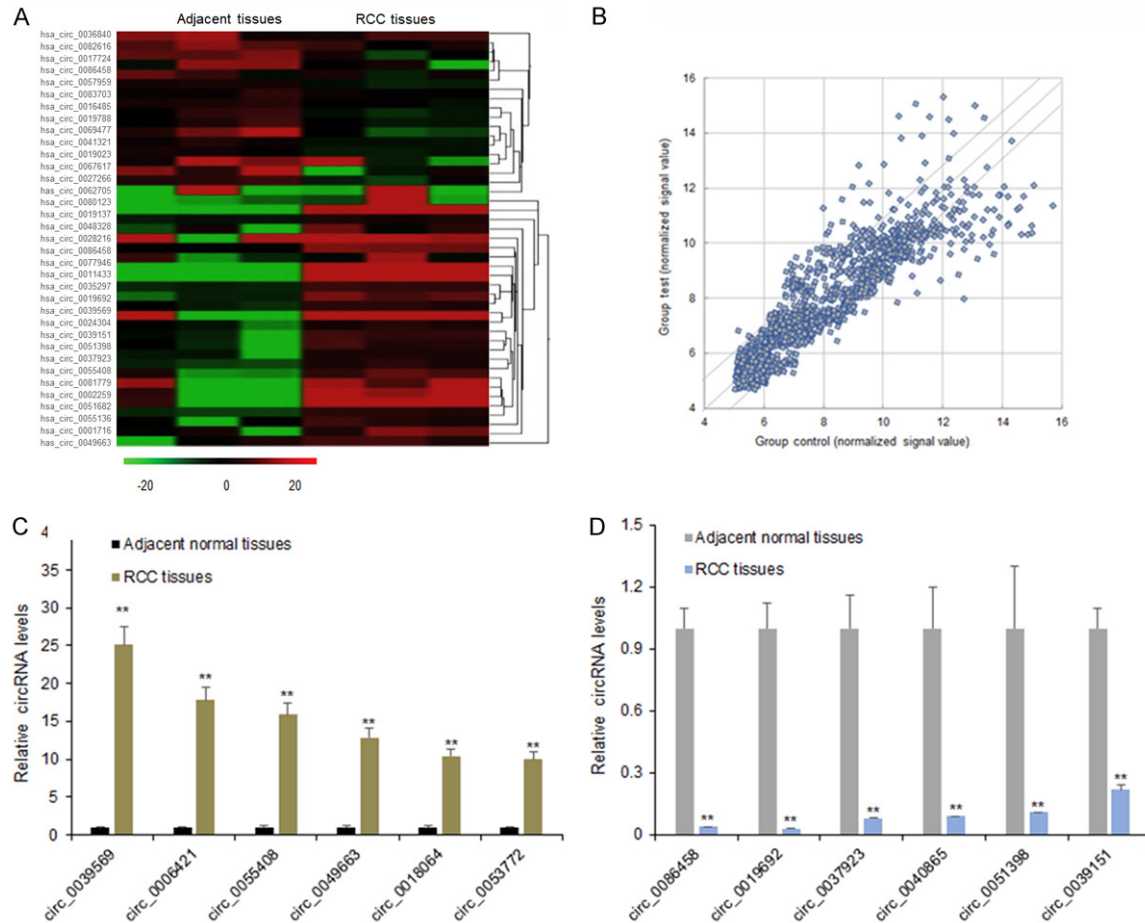 A
Adjacent tissues RCC tissues
hsa_circ_0036840
hsa_circ_0082616
hsa_circ_0017724
hsa_circ_0086458
hsa_circ_0057959
hsa_circ_0083703
hsa_circ_0016485
hsa_circ_0019788
hsa_circ_0069477
hsa_circ_0041321
hsa_circ_0019023
hsa_circ_0067617
hsa_circ_0027266
has_circ_0062705
hsa_circ_0080123
hsa_circ_0019137
hsa_circ_0048328
hsa_circ_0028216
hsa_circ_0086458
hsa_circ_0077946
hsa_circ_0011433
hsa_circ_0035297
hsa_circ_0019692
hsa_circ_0039569
hsa_circ_0024304
hsa_circ_0039151
hsa_circ_0051398
hsa_circ_0037923
hsa_circ_0055408
hsa_circ_0081779
hsa_circ_0002259
hsa_circ_0051682
hsa_circ_0055136
hsa_circ_0001716
has_circ_0049663
-20 0 20
B
Group test (normalized signal value)
16
14
12
10
8
6
4
4 6 8 10 12 14 16
Group control (normalized signal value)
C
Relative circRNA levels
4
35
30
25
20
15
10
5
0
Adjacent normal tissues
RCC tissues
** ** ** ** ** **
circ_0039569
circ_0006421
circ_0055408
circ_0049663
circ_0018064
circ_0053772
D
Relative circRNA levels
1.5
1.2
0.9
0.6
0.3
0
Adjacent normal tissues
RCC tissues
** ** ** ** ** **
circ_0086458
circ_0019692
circ_0037923
circ_0040865
circ_0051398
circ_0039151